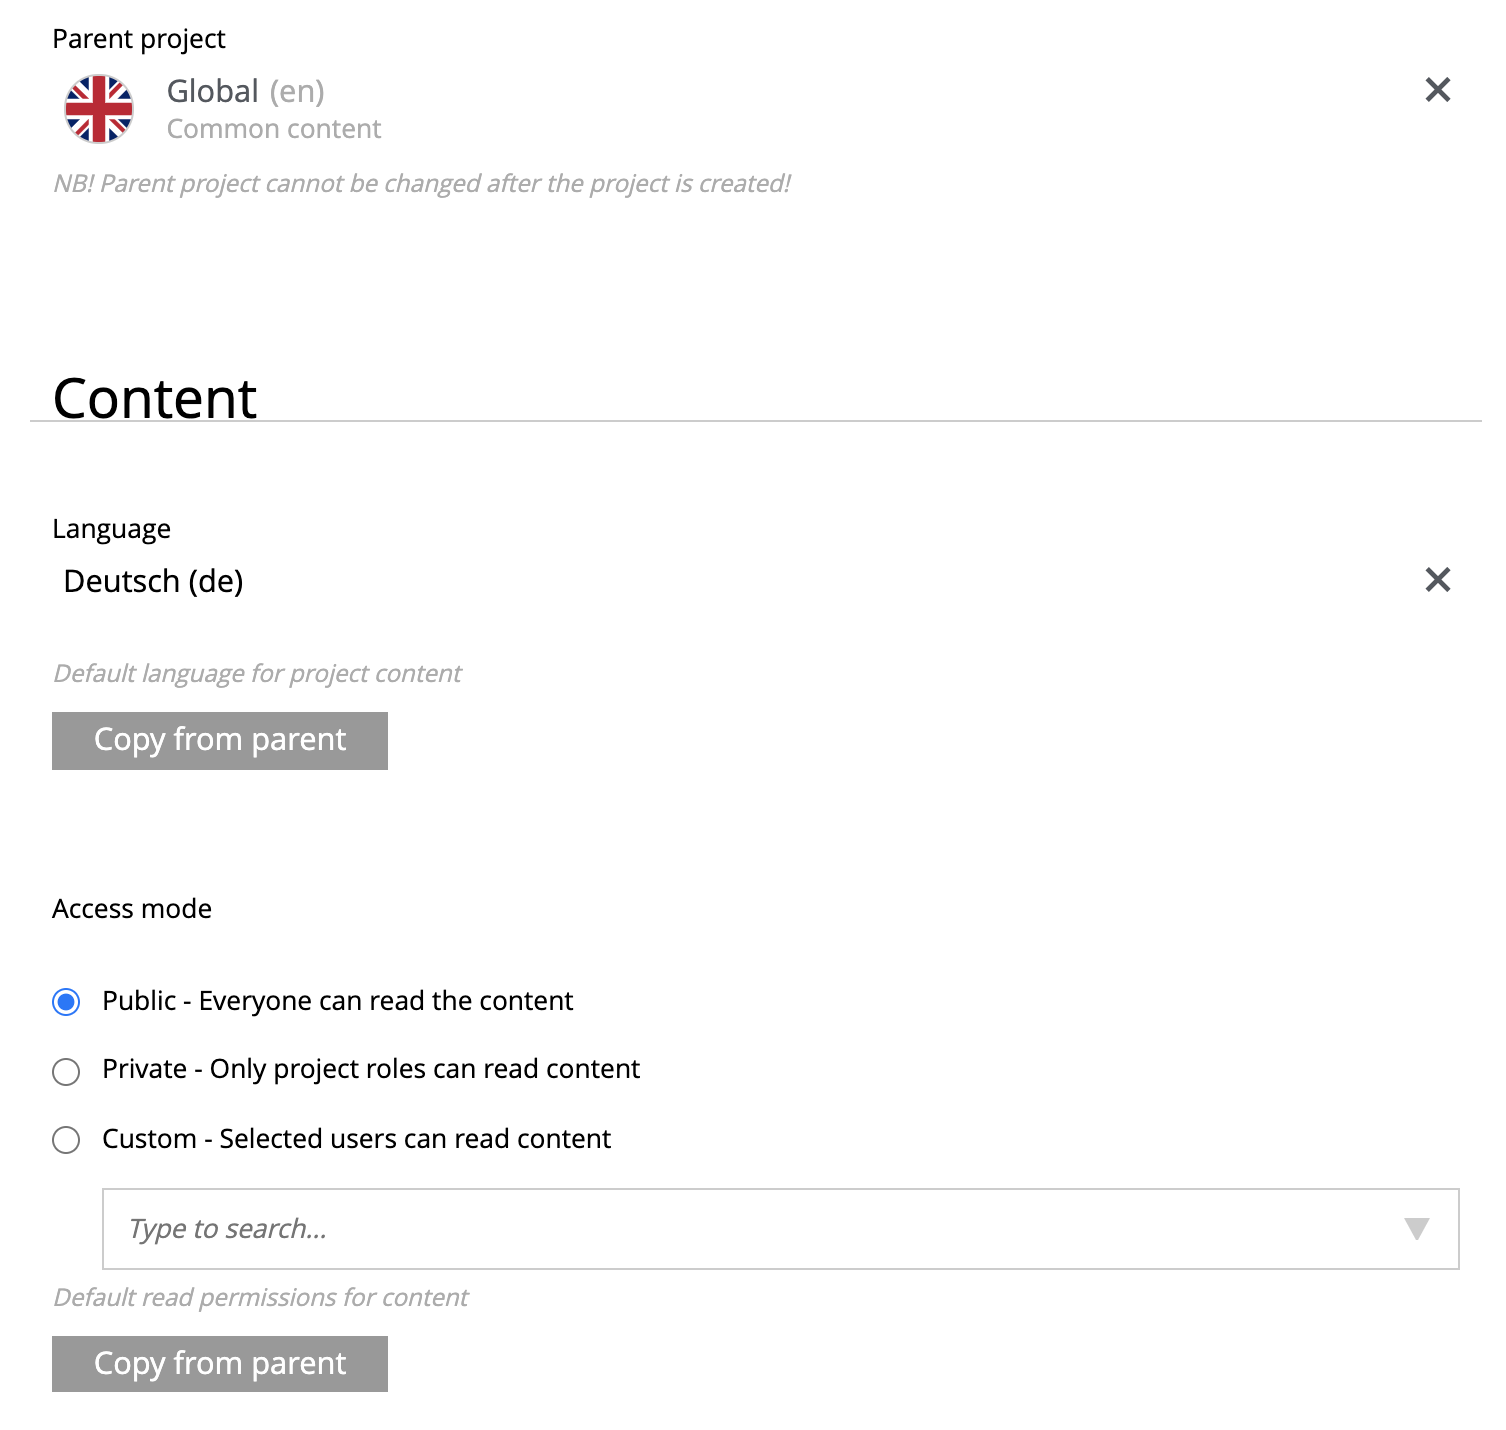 Parent project
Global (en)
Common content
NB! Parent project cannot be changed after the project is created!
Content
Language
Deutsch (de)
Default language for project content
Copy from parent
Access mode
Public - Everyone can read the content
Private - Only project roles can read content
Custom - Selected users can read content
Type to search...
Default read permissions for content
Copy from parent